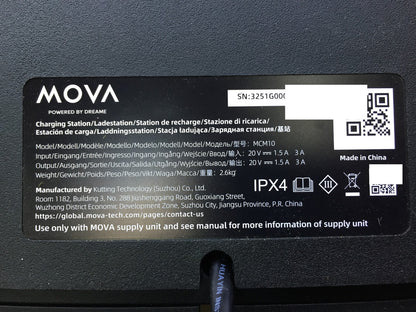 MOVA
POWERED BY DREAME
SN:3251G000
Charging Station/Ladestation/Station de recharge/Stazione di ricarica/
Estación de carga/Laddningsstation/Stacja ładująca/Зарядная станция/基站
Model/Modell/Modèle/Modello/Modelo/Modell/Model/Модель/型号: MCM10
Input/Eingang/Entrée/Ingresso/Ingång/Wejście/Ввод/输入: 20 V 1.5 A 3 A
Output/Ausgang/Sortie/Uscita/Salida/Utgång/Wyjście/Вывод/输出: 20 V 1.5 A 3 A
Weight/Gewicht/Poids/Peso/Peso/Vikt/Waga/Масса/重量: 2.6kg
Made in China
Manufactured by Kutting Technology (Suzhou) Co., Ltd.
Room 1182, Building 3, No. 288 Jinshengang Road, Guoxiang Street,
Wuzhong District Economic Development Zone, Suzhou City, Jiangsu Province, P.R. China
https://global.mova-tech.com/pages/contact-us
IPX4
III
Use only with MOVA supply unit and see manual for more information of supply unit
HUAYIN